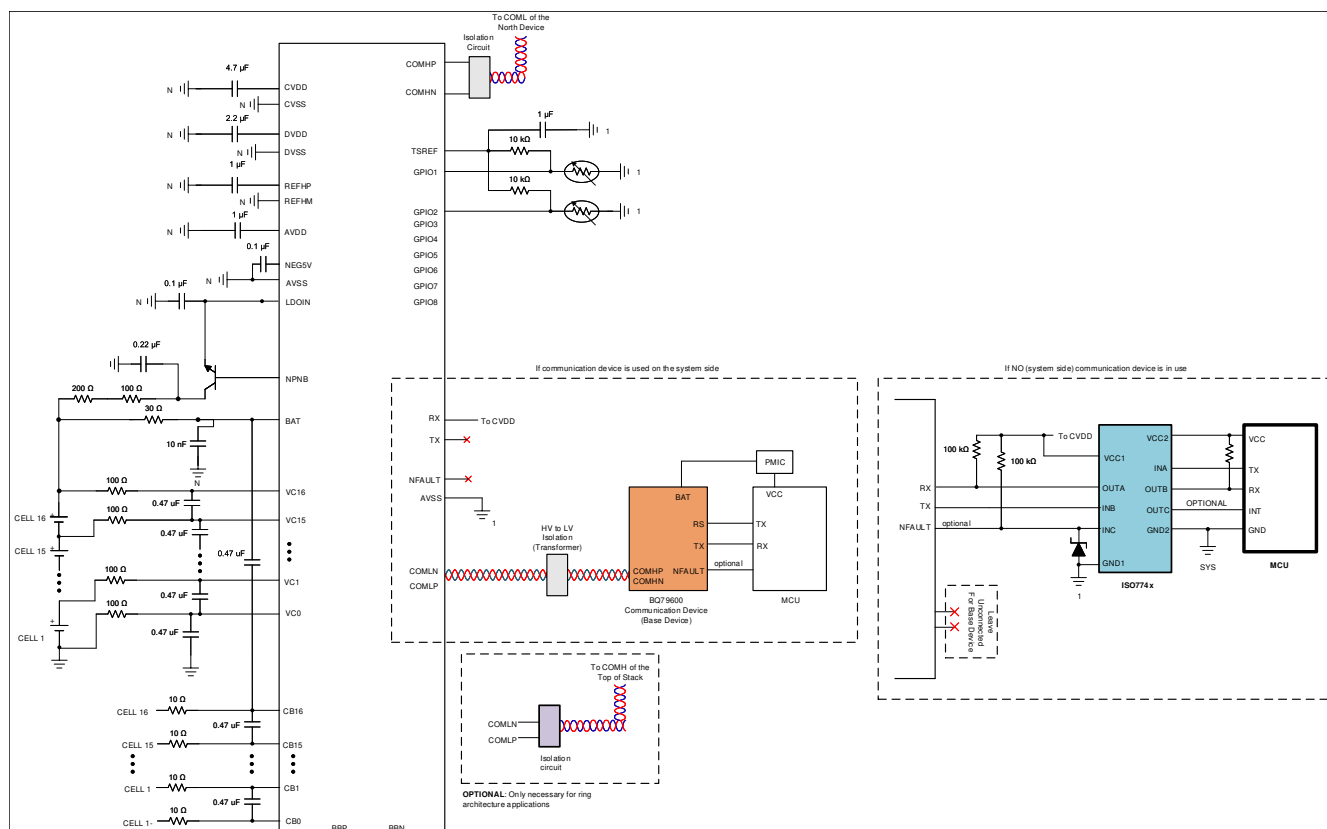 To COML of the
North Device
Isolation
Circuit
COMHP
COMHN
4.7 µF
N
CVDD
N
CVSS
2.2 µF
N
DVDD
N
DVSS
1 µF
N
REFHP
N
REFHM
1 µF
N
AVDD
0.1 µF
NEG5V
N
AVSS
0.1 µF
N
LDOIN
1 µF
1
10 kΩ
TSREF
GPIO1
1
10 kΩ
GPIO2
1
GPIO3
GPIO4
GPIO5
GPIO6
GPIO7
GPIO8
0.22 µF
200 Ω
100 Ω
NPNB
30 Ω
BAT
10 nF
N
100 Ω
VC16
0.47 uF
100 Ω
VC15
CELL 16
+
0.47 uF
CELL 15
+
0.47 uF
100 Ω
VC1
0.47 uF
100 Ω
VC0
+
CELL 1
0.47 uF
10 Ω
CELL 16
CB16
0.47 uF
10 Ω
CELL 15
CB15
10 Ω
CELL 1
CB1
0.47 uF
10 Ω
CELL 1-
CB0
BBP
BBN
If communication device is used on the system side
RX
To CVDD
TX
NFAULT
AVSS
1
PMIC
BAT
VCC
RS
TX
TX
RX
NFAULT
optional
HV to LV
Isolation
(Transformer)
COMLN
COMLP
COMHP
COMHN
BQ79600
Communication Device
(Base Device)
MCU
To COMH of the
Top of Stack
COMLN
COMLP
Isolation
circuit
OPTIONAL: Only necessary for ring
architecture applications
If NO (system side) communication device is in use
To CVDD
100 kΩ
100 kΩ
VCC2
VCC
VCC1
INA
TX
RX
OUTA
OUTB
RX
TX
INB
OUTC
OPTIONAL
INT
NFAULT
optional
INC
GND2
GND
GND1
SYS
1
ISO774x
MCU
Leave
Unconnected
For Base Device